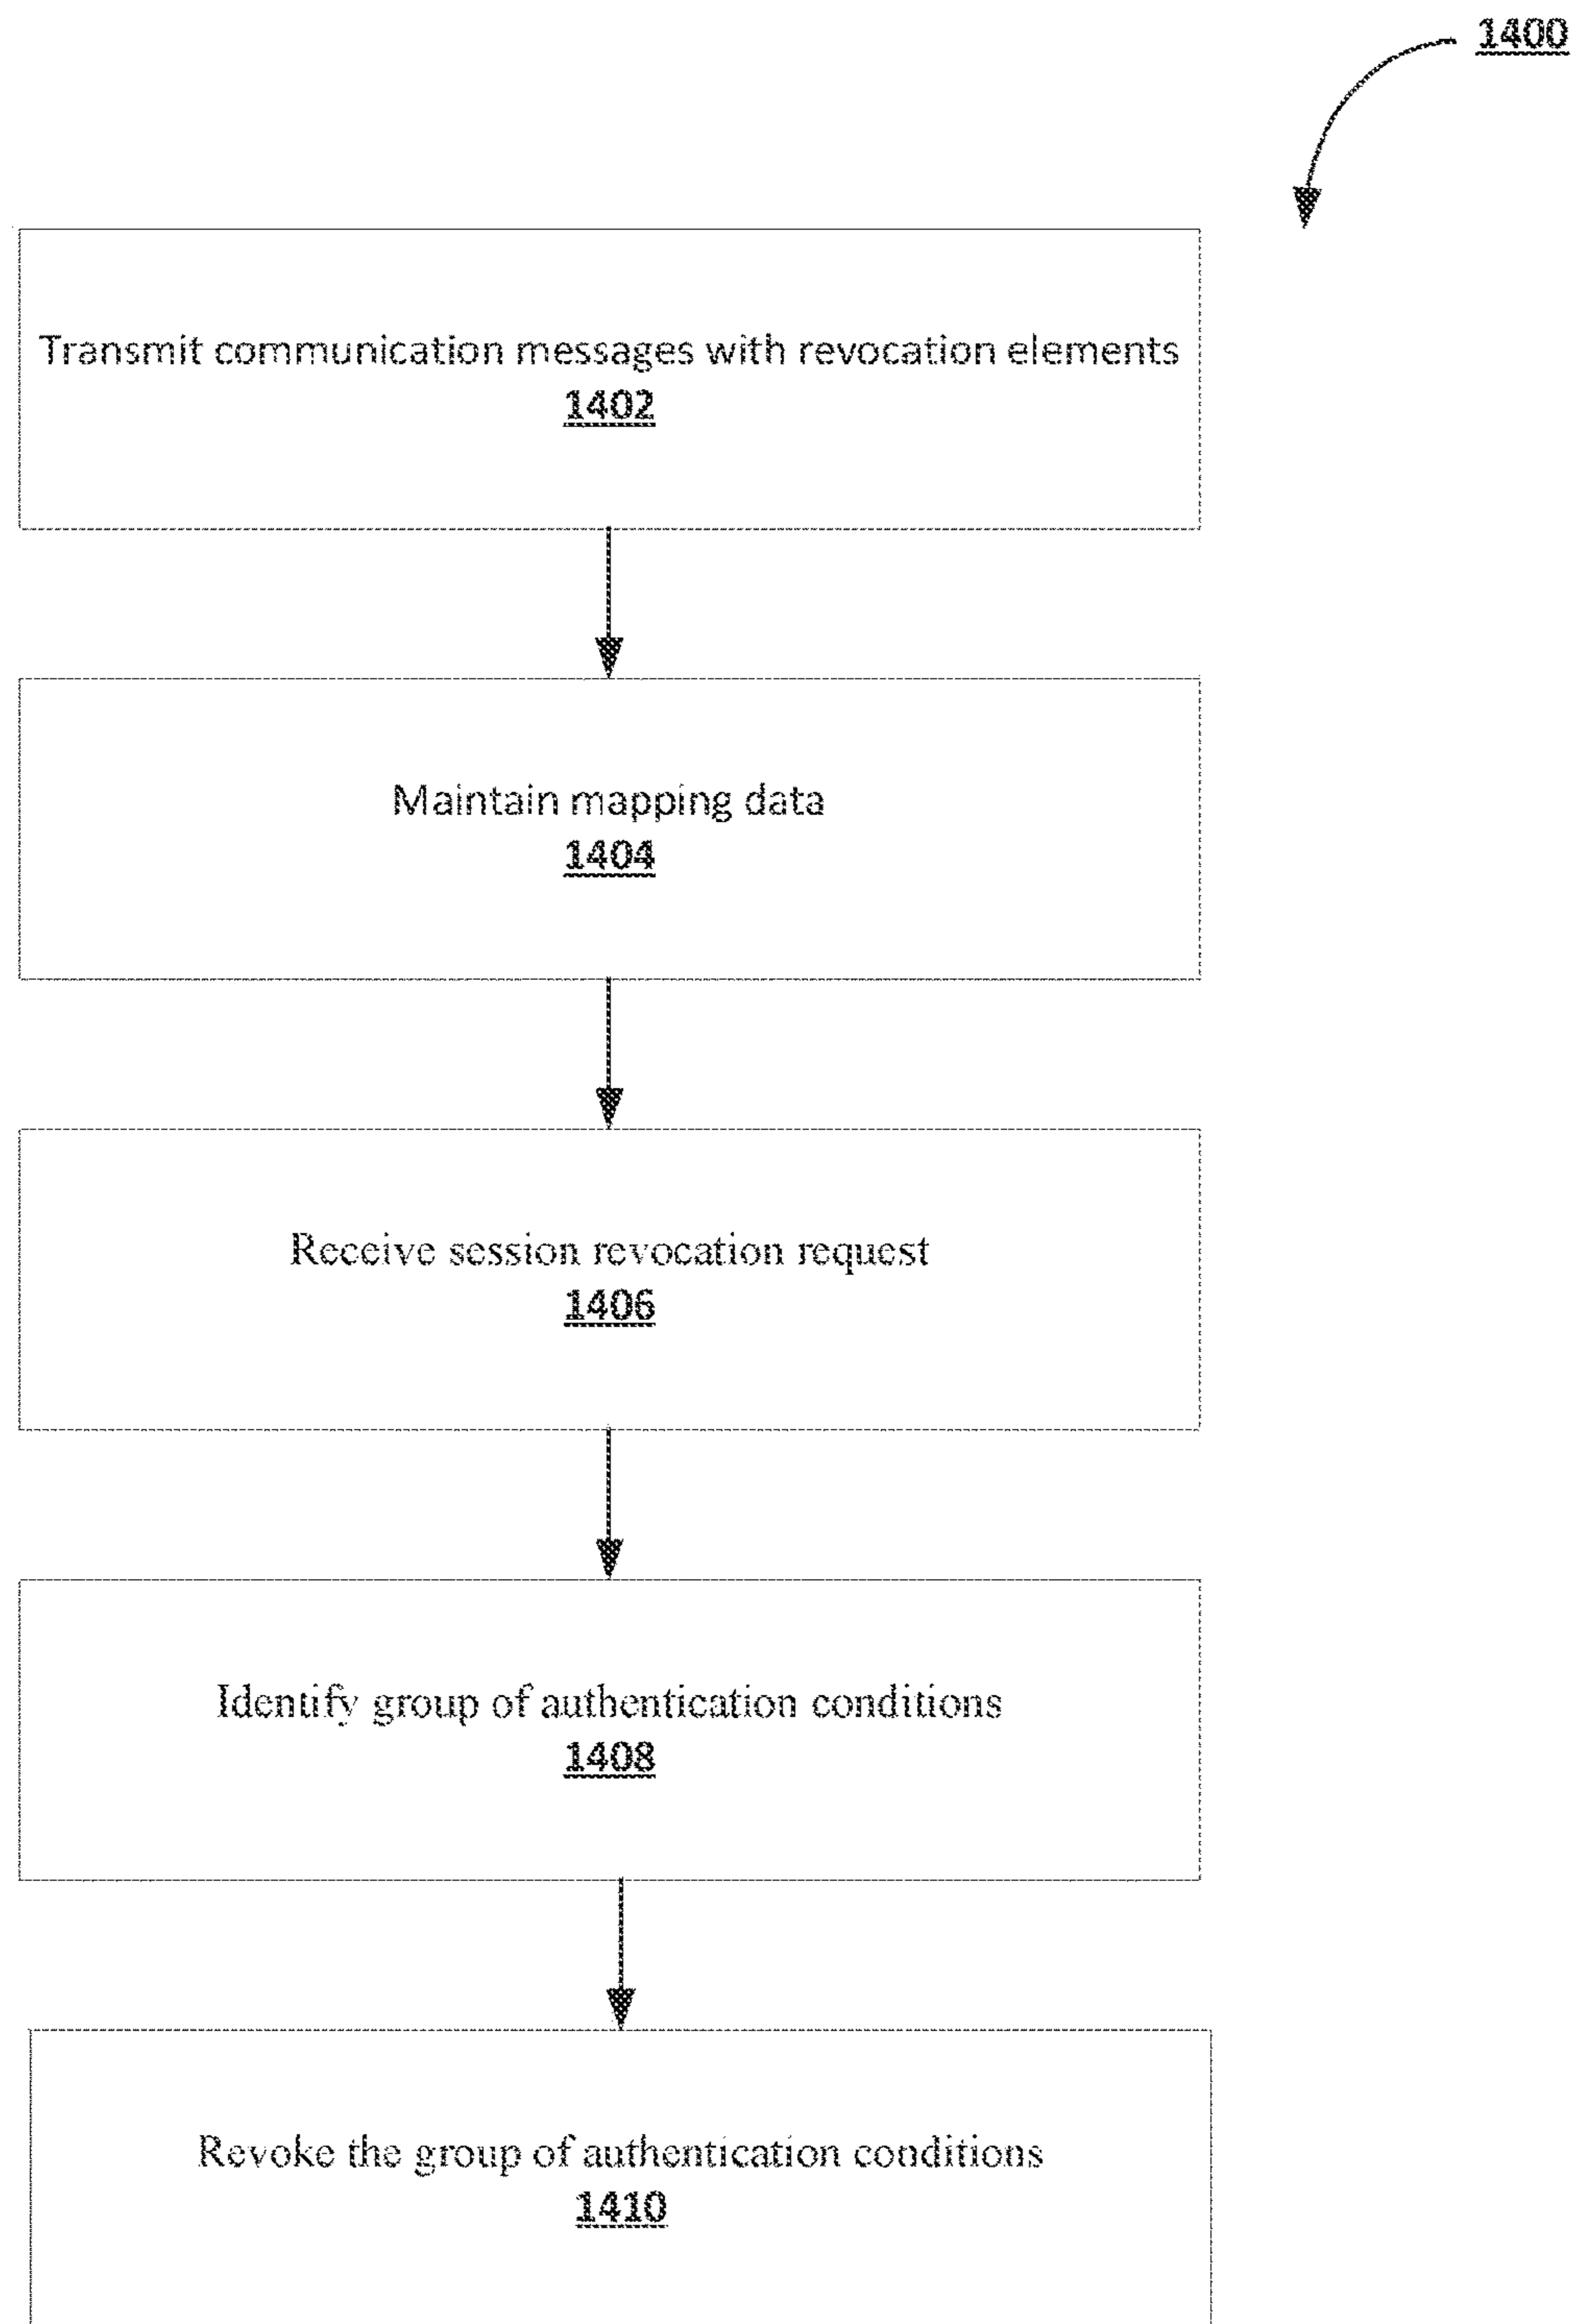 1400
Transmit communication messages with revocation elements
1402
Maintain mapping data
1404
Receive session revocation request
1406
Identify group of authentication conditions
1408
Revoke the group of authentication conditions
1410